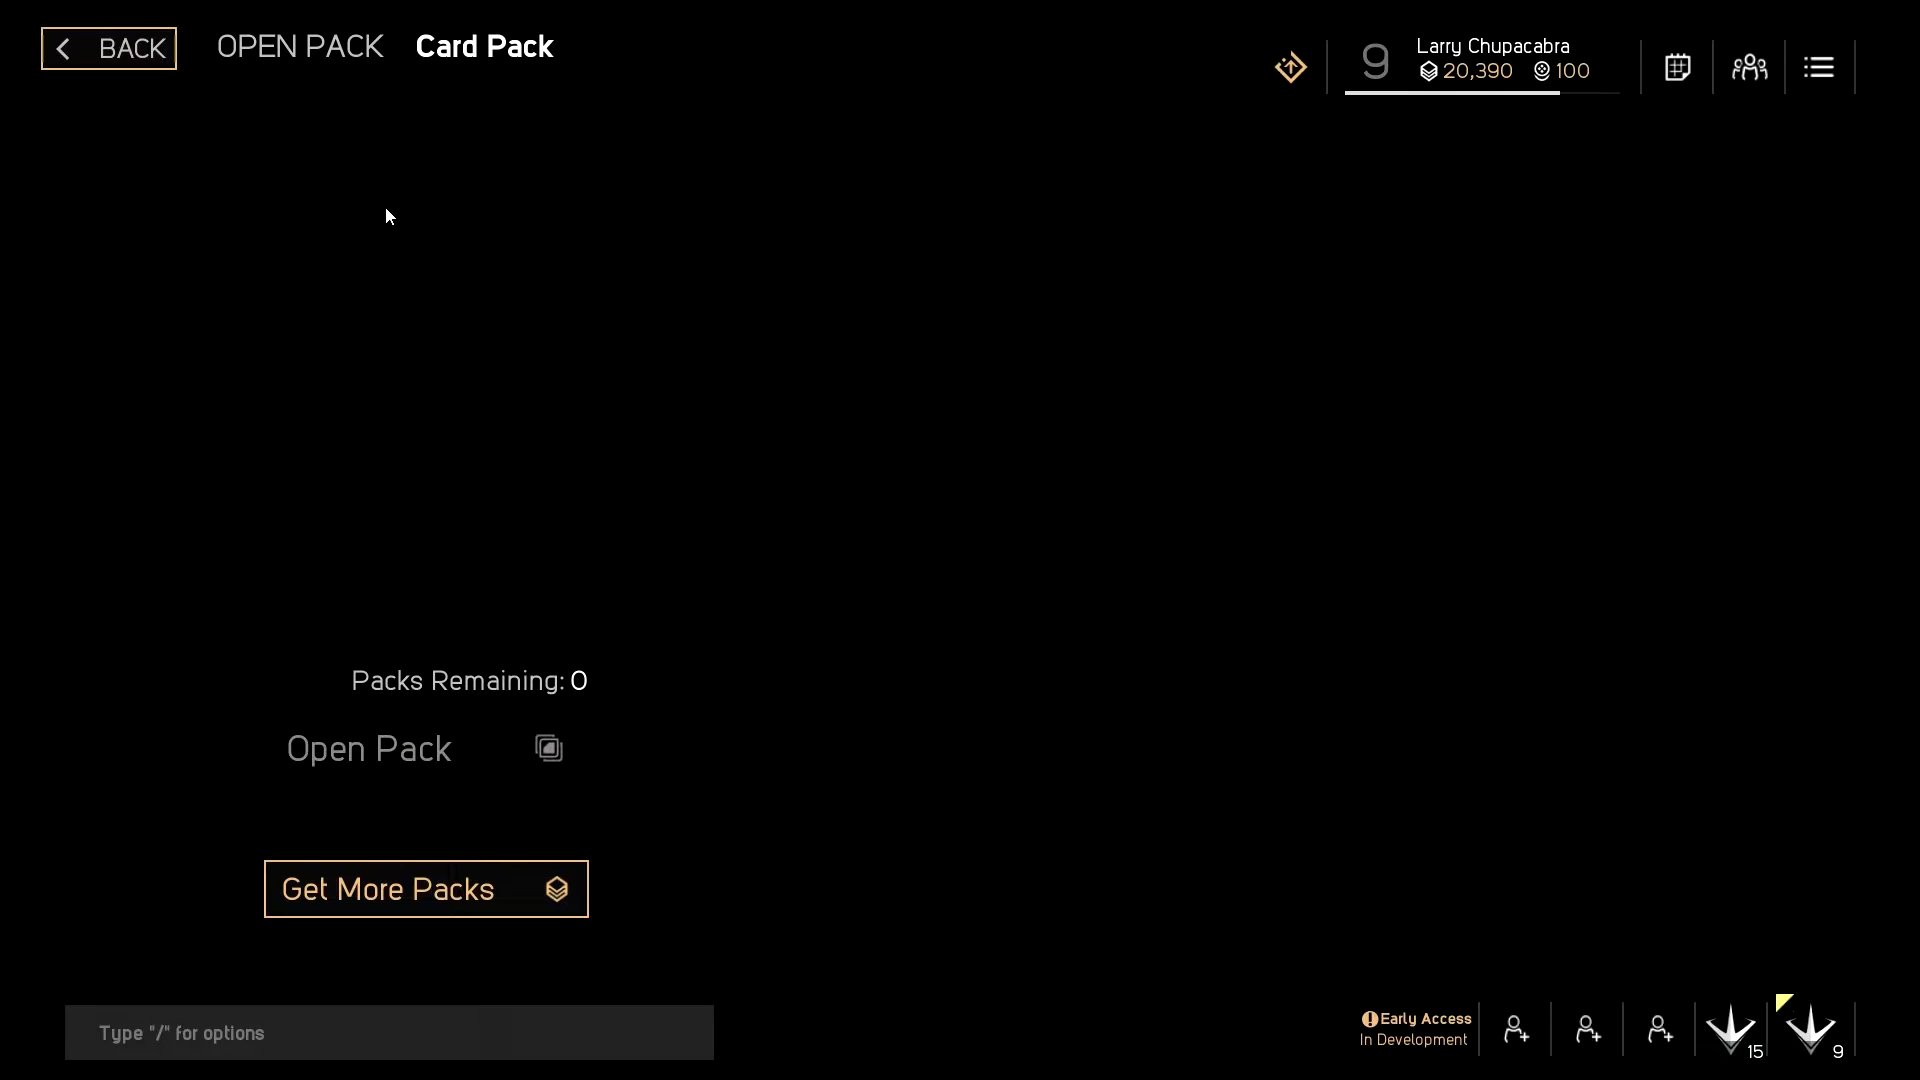 BACK
OPEN PACK Card Pack
9
Larry Chupacabra
20,390 100
Packs Remaining: 0
Open Pack
Get More Packs
Type "/" for options
Early Access
In Development
15
9